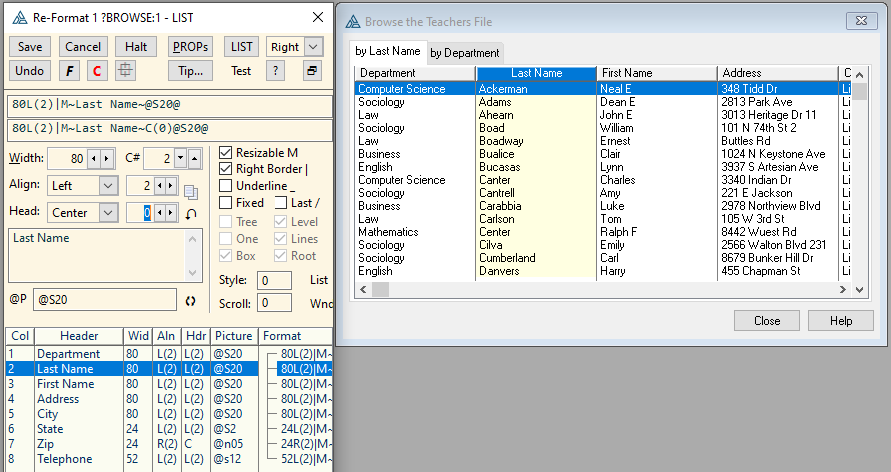 Re-Format 1 ?BROWSE:1 - LIST
Save Cancel Halt PROPs LIST Right
Undo F C Tip... Test ?
80L(2)|M~Last Name~@S20@
80L(2)|M~Last Name~C(0)@S20@
Width: 80 C# 2
Align: Left 2
Head: Center 0
Last Name
@P @S20
Resizable M
Right Border |
Underline _
Fixed Last /
Tree Level
One Lines
Box Root
Style: 0 List
Scroll: 0 Wnd
Col Header Wid Aln Hdr Picture Format
1 Department 80 L(2) L(2) @S20 80L(2)|M~
2 Last Name 80 L(2) L(2) @S20 80L(2)|M~
3 First Name 80 L(2) L(2) @S20 80L(2)|M~
4 Address 80 L(2) L(2) @S20 80L(2)|M~
5 City 80 L(2) L(2) @S20 80L(2)|M~
6 State 24 L(2) L(2) @S2 24L(2)|M~
7 Zip 24 R(2) C @n05 24R(2)|M~
8 Telephone 52 L(2) L(2) @s12 52L(2)|M~
Browse the Teachers File
by Last Name by Department
Department Last Name First Name Address C
Computer Science Ackerman Neal E 348 Tidd Dr Li
Sociology Adams Dean E 2813 Park Ave Li
Law Ahearn John E 3013 Heritage Dr 11 Li
Sociology Boad William 101 N 74th St 2 Li
Law Boadway Ernest Buttles Rd Li
Business Bualice Clair 1024 N Keystone Ave Li
English Bucasas Lynn 3937 S Artesian Ave Li
Computer Science Canter Charles 3340 Indian Dr Li
Sociology Cantrell Amy 221 E Jackson Li
Business Carabbia Luke 2978 Northview Blvd Li
Law Carlson Tom 105 W 3rd St Li
Mathematics Center Ralph F 8442 Wuest Rd Li
Sociology Cilva Emily 2566 Walton Blvd 231 Li
Sociology Cumberland Carl 8679 Bunker Hill Dr Li
English Danvers Harry 455 Chapman St Li
Close Help